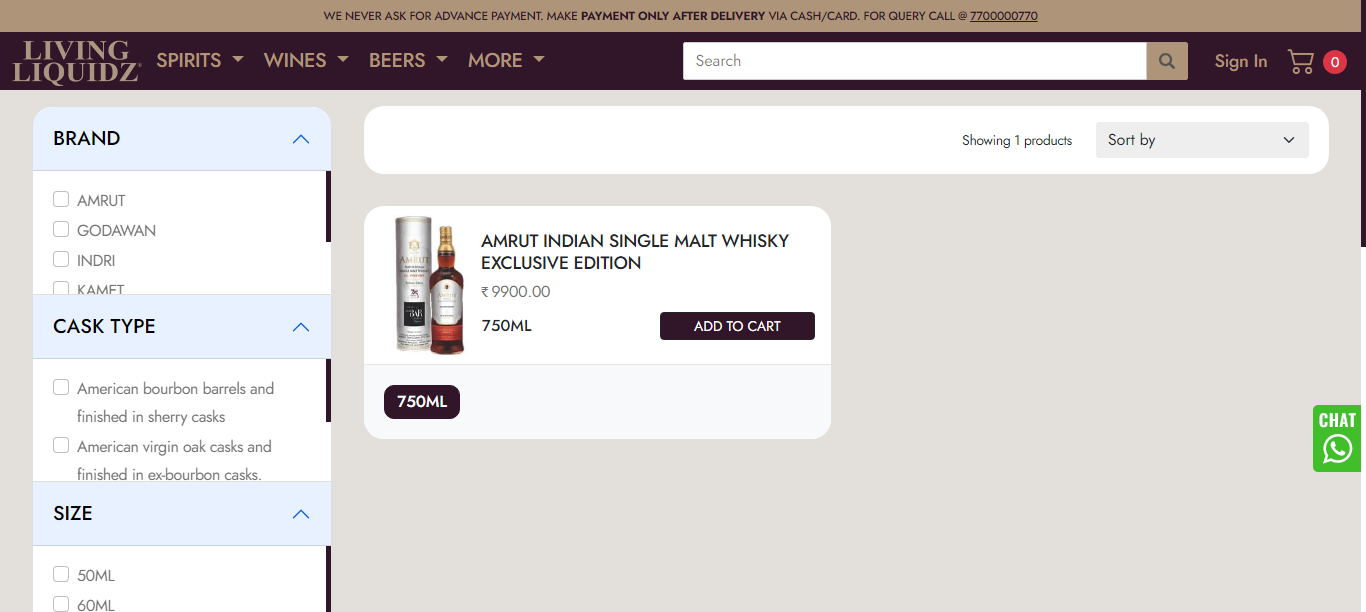 WE NEVER ASK FOR ADVANCE PAYMENT. MAKE PAYMENT ONLY AFTER DELIVERY VIA CASH/CARD. FOR QUERY CALL @ 7700000770
LIVING
LIQUIDZ
SPIRITS WINES BEERS MORE
Search
Sign In
0
BRAND
AMRUT
GODAWAN
INDRI
KAMET
CASK TYPE
American bourbon barrels and
finished in sherry casks
American virgin oak casks and
finished in ex-bourbon casks.
SIZE
50ML
60ML
Showing 1 products
Sort by
AMRUT
AMRUT
BAR
AMRUT INDIAN SINGLE MALT WHISKY
EXCLUSIVE EDITION
₹ 9900.00
750ML
ADD TO CART
750ML
CHAT